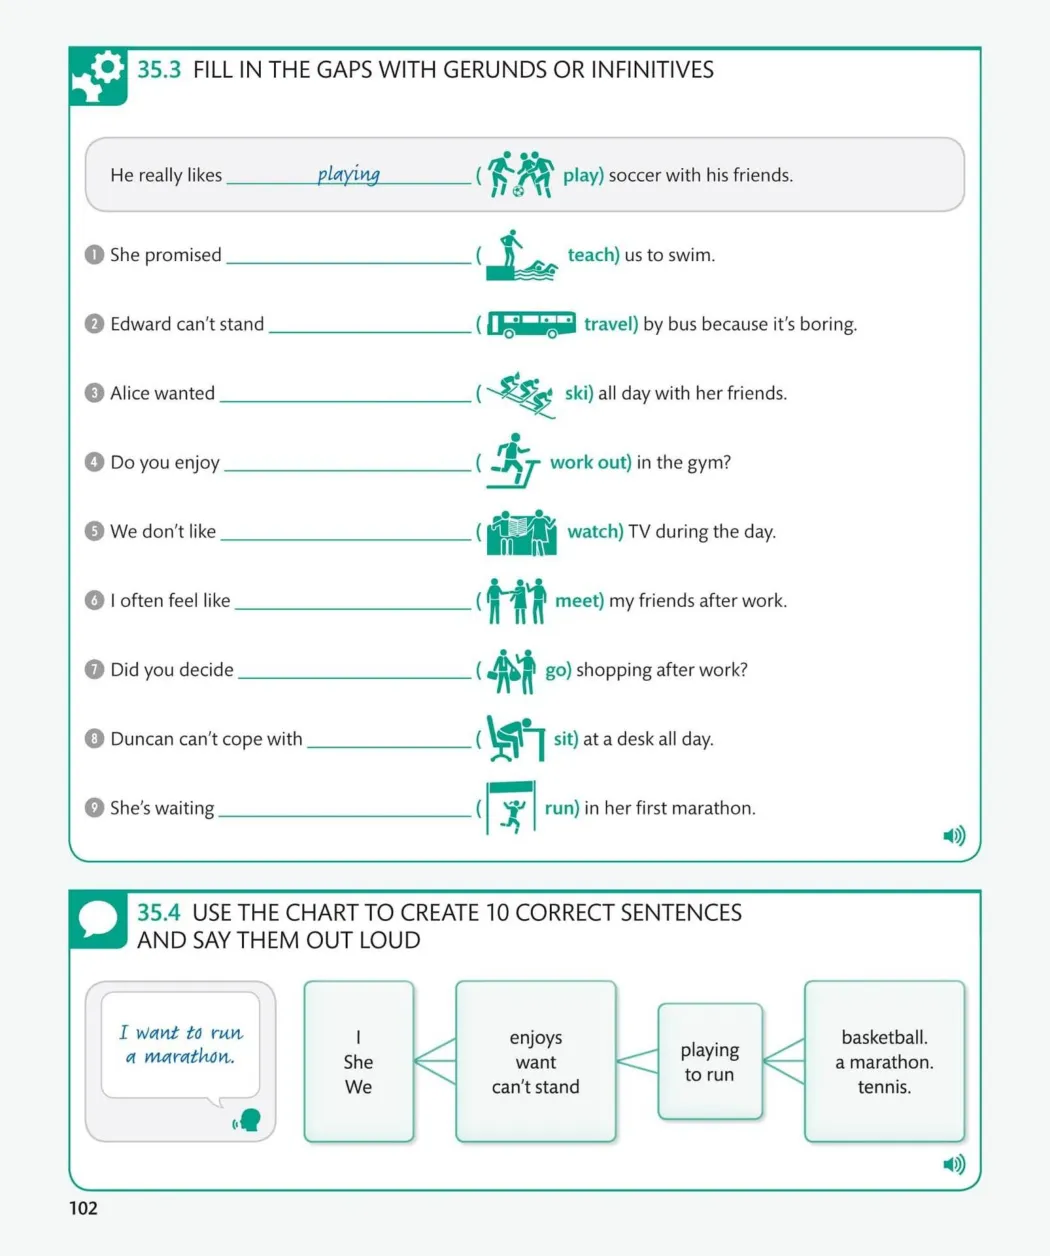 35.3 FILL IN THE GAPS WITH GERUNDS OR INFINITIVES
He really likes playing ( play) soccer with his friends.
1 She promised ( teach) us to swim.
2 Edward can't stand ( travel) by bus because it's boring.
3 Alice wanted ( ski) all day with her friends.
4 Do you enjoy ( work out) in the gym?
5 We don't like ( watch) TV during the day.
6 I often feel like ( meet) my friends after work.
7 Did you decide ( go) shopping after work?
8 Duncan can't cope with ( sit) at a desk all day.
9 She's waiting ( run) in her first marathon.
35.4 USE THE CHART TO CREATE 10 CORRECT SENTENCES
AND SAY THEM OUT LOUD
I want to run
a marathon.
I
She
We
enjoys
want
can't stand
playing
to run
basketball.
a marathon.
tennis.
102